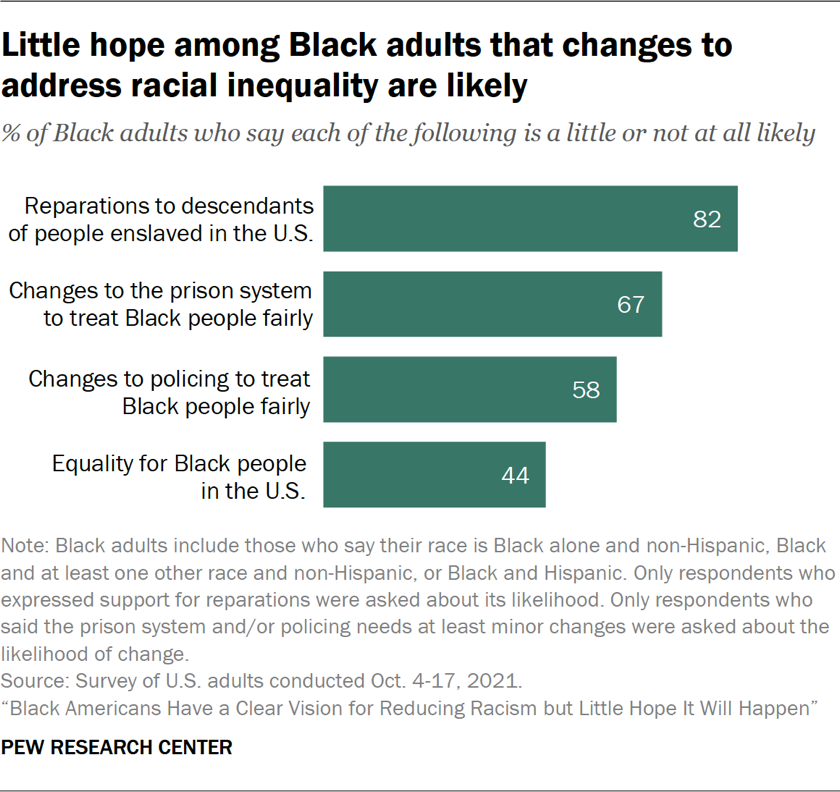 Little hope among Black adults that changes to
address racial inequality are likely
% of Black adults who say each of the following is a little or not at all likely
Reparations to descendants
of people enslaved in the U.S.
82
Changes to the prison system
to treat Black people fairly
67
Changes to policing to treat
Black people fairly
58
Equality for Black people
in the U.S.
44
Note: Black adults include those who say their race is Black alone and non-Hispanic, Black
and at least one other race and non-Hispanic, or Black and Hispanic. Only respondents who
expressed support for reparations were asked about its likelihood. Only respondents who
said the prison system and/or policing needs at least minor changes were asked about the
likelihood of change.
Source: Survey of U.S. adults conducted Oct. 4-17, 2021.
“Black Americans Have a Clear Vision for Reducing Racism but Little Hope It Will Happen”
PEW RESEARCH CENTER